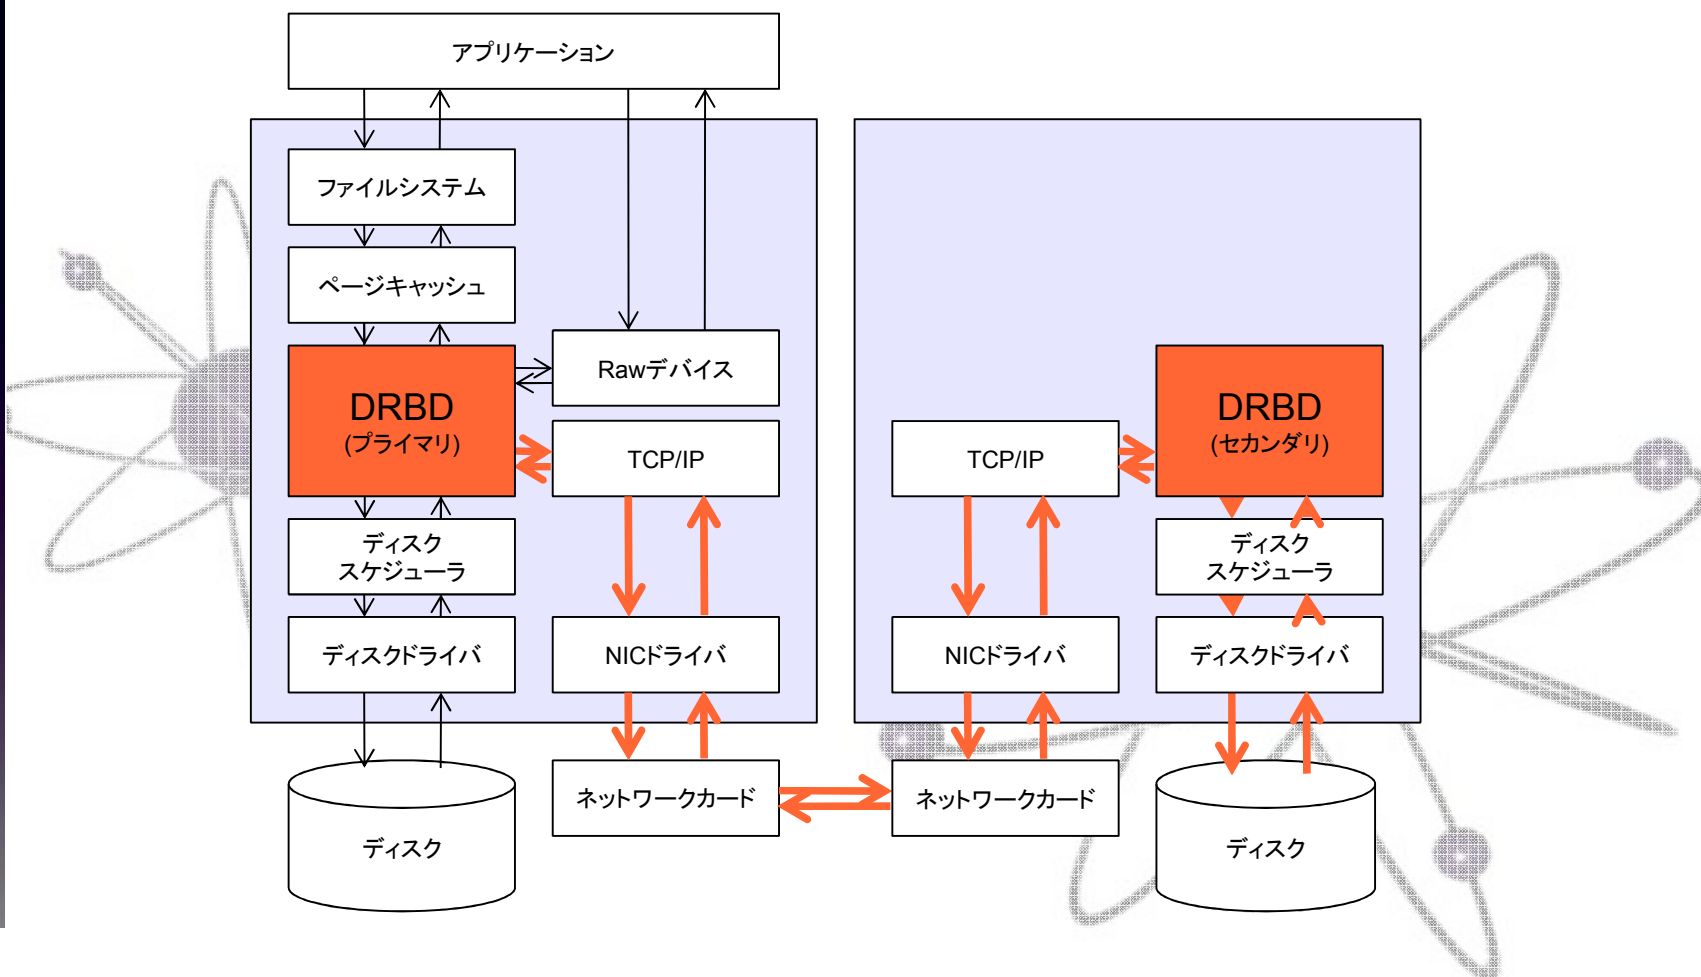 アプリケーション
ファイルシステム
ページキャッシュ
Rawデバイス
DRBD
(プライマリ)
TCP/IP
ディスク
スケジューラ
ディスクドライバ
NICドライバ
ディスク
ネットワークカード
DRBD
(セカンダリ)
TCP/IP
ディスク
スケジューラ
NICドライバ
ディスクドライバ
ネットワークカード
ディスク